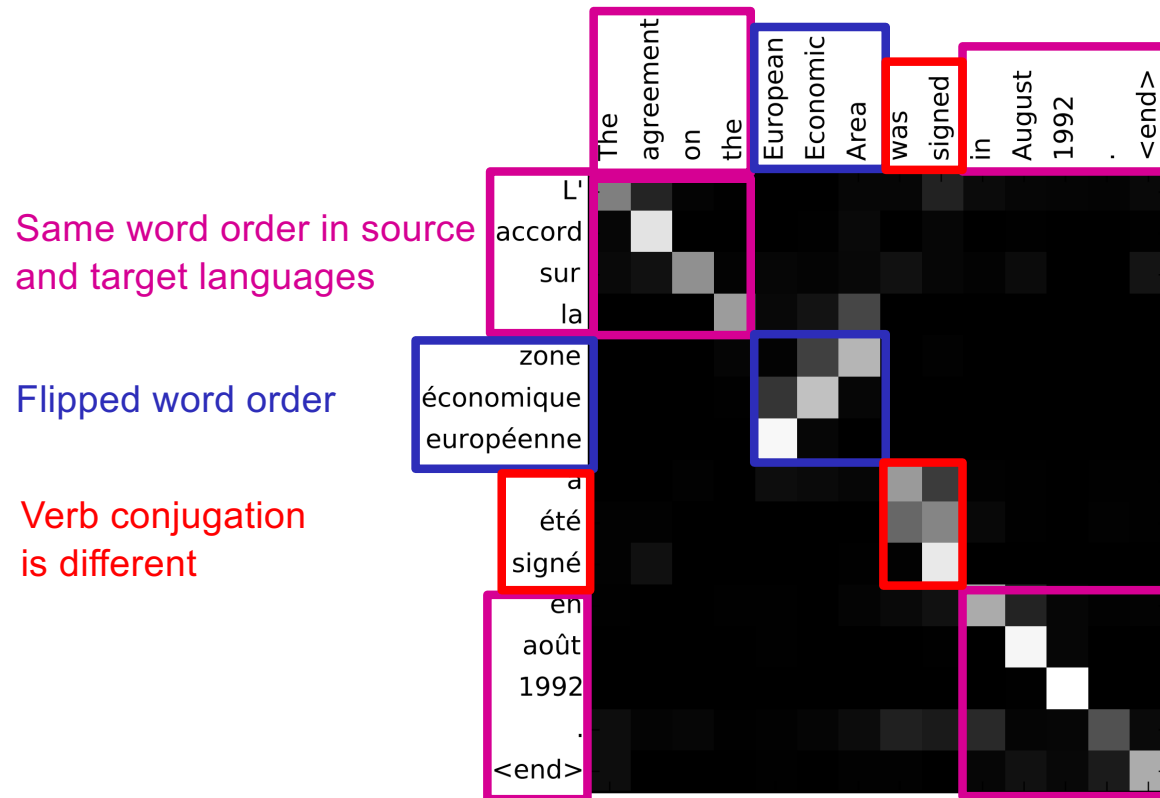 The
agreement
on
the
European
Economic
Area
was
signed
in
August
1992
.
<end>
Same word order in source
and target languages
L'
accord
sur
la
Flipped word order
zone
économique
européenne
Verb conjugation
is different
a
été
signé
en
août
1992
.
<end>